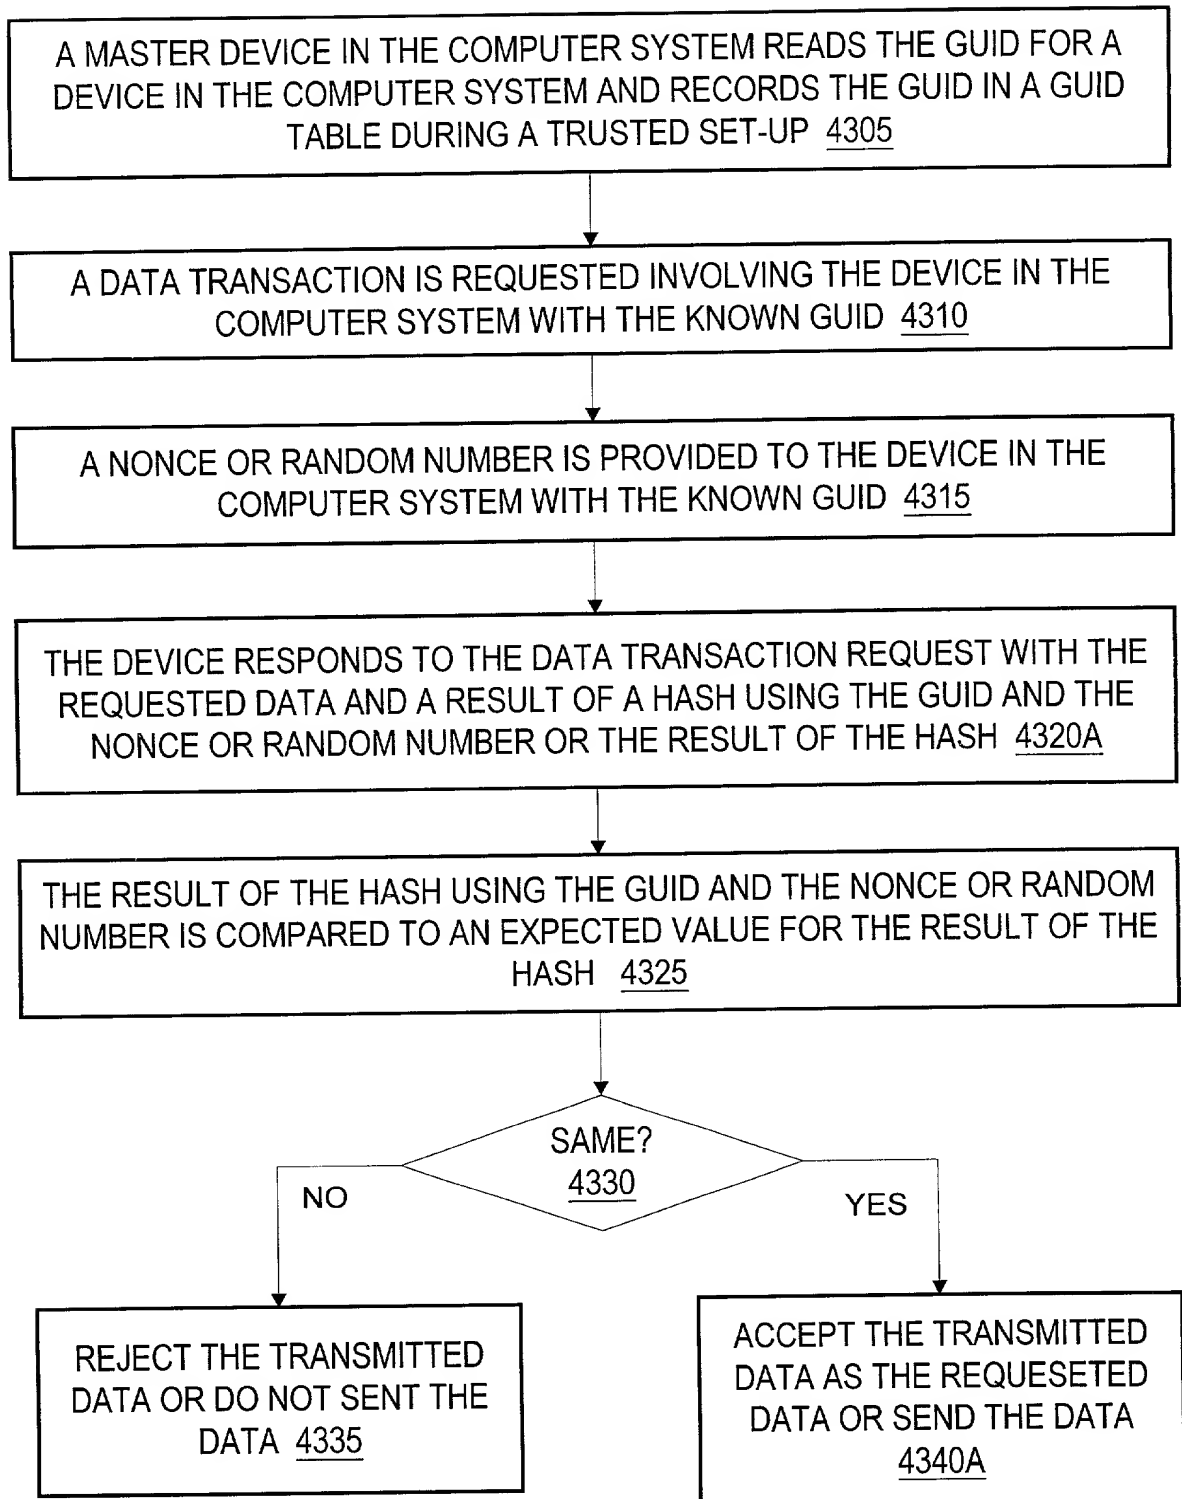 A MASTER DEVICE IN THE COMPUTER SYSTEM READS THE GUID FOR A
DEVICE IN THE COMPUTER SYSTEM AND RECORDS THE GUID IN A GUID
TABLE DURING A TRUSTED SET-UP 4305
A DATA TRANSACTION IS REQUESTED INVOLVING THE DEVICE IN THE
COMPUTER SYSTEM WITH THE KNOWN GUID 4310
A NONCE OR RANDOM NUMBER IS PROVIDED TO THE DEVICE IN THE
COMPUTER SYSTEM WITH THE KNOWN GUID 4315
THE DEVICE RESPONDS TO THE DATA TRANSACTION REQUEST WITH THE
REQUESTED DATA AND A RESULT OF A HASH USING THE GUID AND THE
NONCE OR RANDOM NUMBER OR THE RESULT OF THE HASH 4320A
THE RESULT OF THE HASH USING THE GUID AND THE NONCE OR RANDOM
NUMBER IS COMPARED TO AN EXPECTED VALUE FOR THE RESULT OF THE
HASH 4325
SAME?
4330
NO
YES
REJECT THE TRANSMITTED
DATA OR DO NOT SENT THE
DATA 4335
ACCEPT THE TRANSMITTED
DATA AS THE REQUESETED
DATA OR SEND THE DATA
4340A